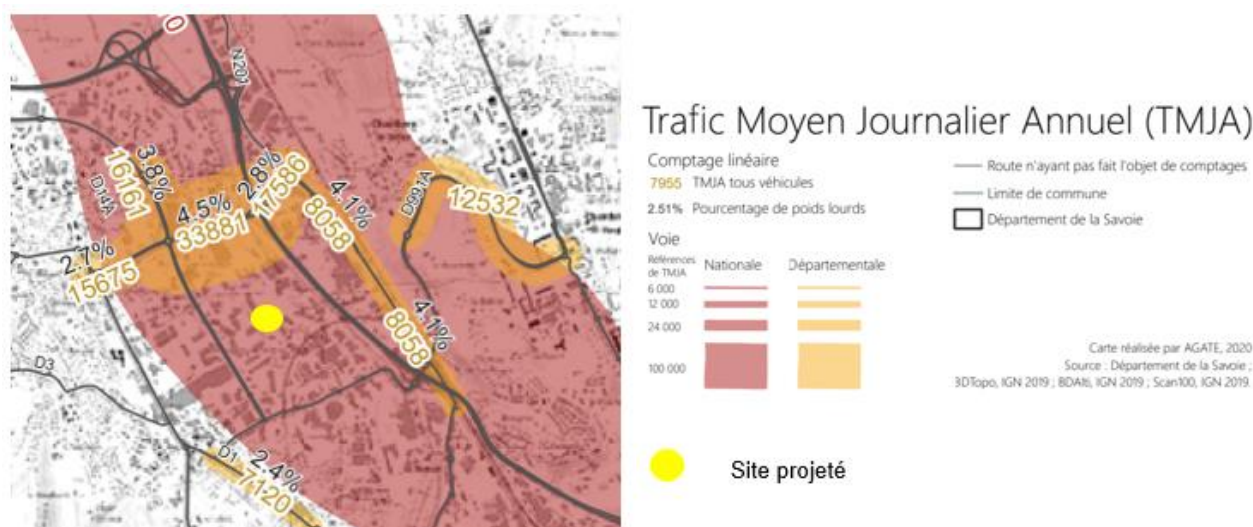 0
N201
D14A
3.8%
16161
4.5%
33881
2.8%
17586
4.1%
8058
D991A
12532
2.7%
15675
4.1%
8058
D3
D1
2.4%
7120
Trafic Moyen Journalier Annuel (TMJA)
Comptage linéaire
7955 TMJA tous véhicules
2.51% Pourcentage de poids lourds
Route n'ayant pas fait l'objet de comptages
Limite de commune
Département de la Savoie
Voie
Références
de TMJA
Nationale Départementale
6 000
12 000
24 000
100 000
Carte réalisée par AGATE, 2020
Source : Département de la Savoie ;
3DTopo, IGN 2019 ; BDAlti, IGN 2019 ; Scan100, IGN 2019.
Site projeté